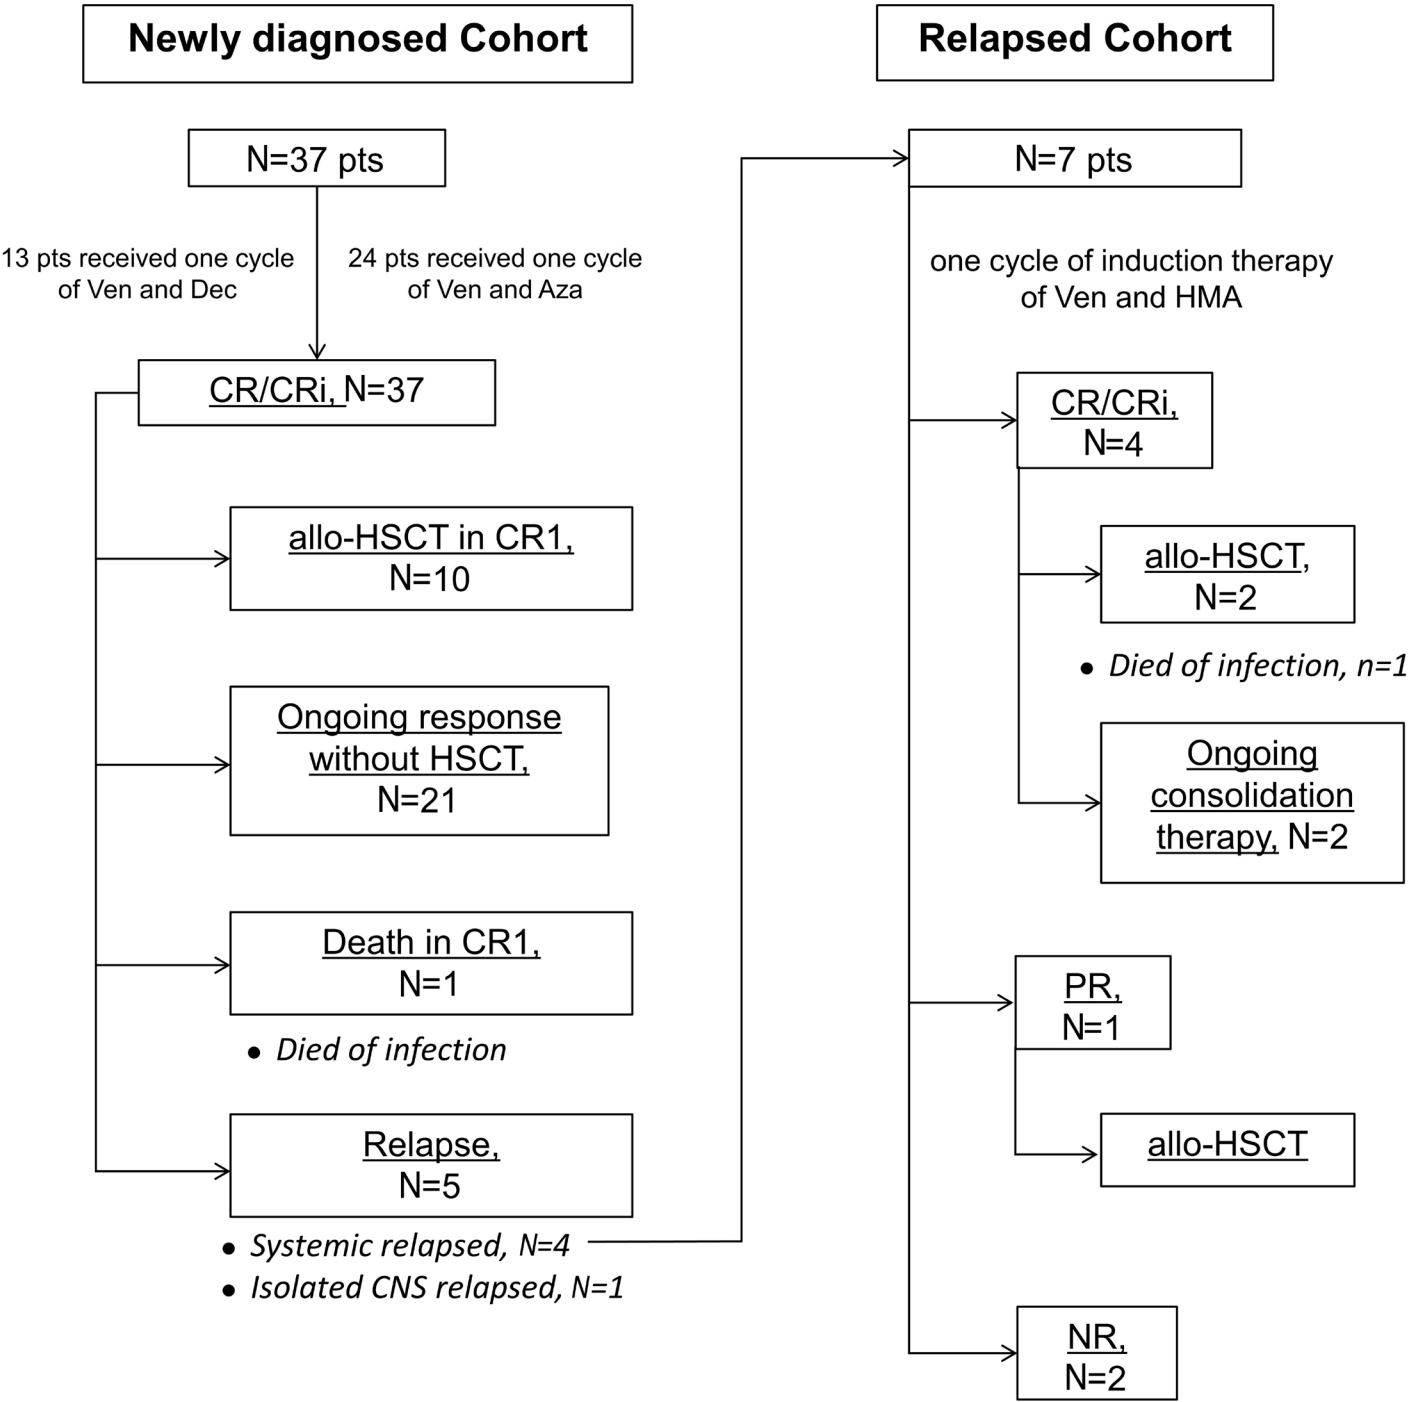 Newly diagnosed Cohort
N=37 pts
13 pts received one cycle
of Ven and Dec
24 pts received one cycle
of Ven and Aza
CR/CRi, N=37
allo-HSCT in CR1,
N=10
Ongoing response
without HSCT,
N=21
Death in CR1,
N=1
• Died of infection
Relapse,
N=5
• Systemic relapsed, N=4
• Isolated CNS relapsed, N=1
Relapsed Cohort
N=7 pts
one cycle of induction therapy
of Ven and HMA
CR/CRi,
N=4
allo-HSCT,
N=2
• Died of infection, n=1
Ongoing
consolidation
therapy, N=2
PR,
N=1
allo-HSCT
NR,
N=2